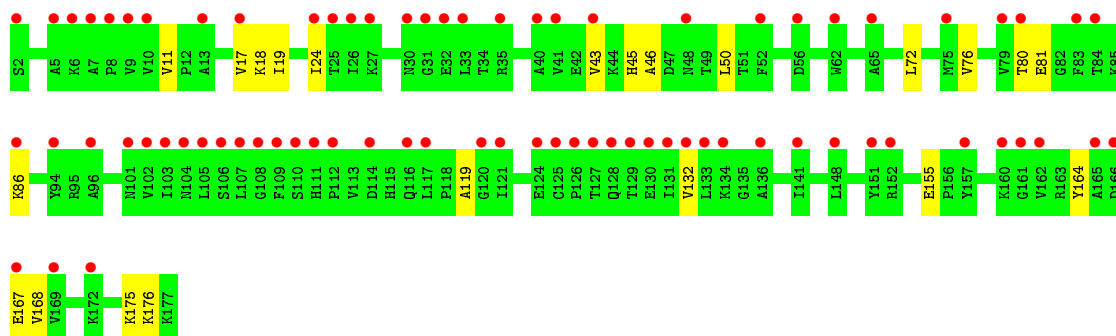 S2 A5 K6 A7 P8 V9 V10 V11 P12 A13 V17 K18 I19 I24 T25 I26 K27 N30 G31 E32 L33 T34 R35 A40 V41 E42 V43 K44 H45 A46 D47 N48 T49 L50 T51 F52 D56 W62 A65 L72 M75 V76 V79 T80 E81 G82 F83 T84 K85
K86 Y94 R95 A96 N101 V102 I103 N104 L105 S106 L107 G108 F109 S110 H111 P112 V113 D114 H115 Q116 L117 P118 A119 G120 I121 E124 C125 P126 T127 Q128 T129 E130 I131 V132 L133 K134 G135 A136 I141 L148 Y151 R152 E155 P156 Y157 K160 G161 V162 R163 Y164 A165 D166
E167 V168 V169 K172 K175 K176 K177